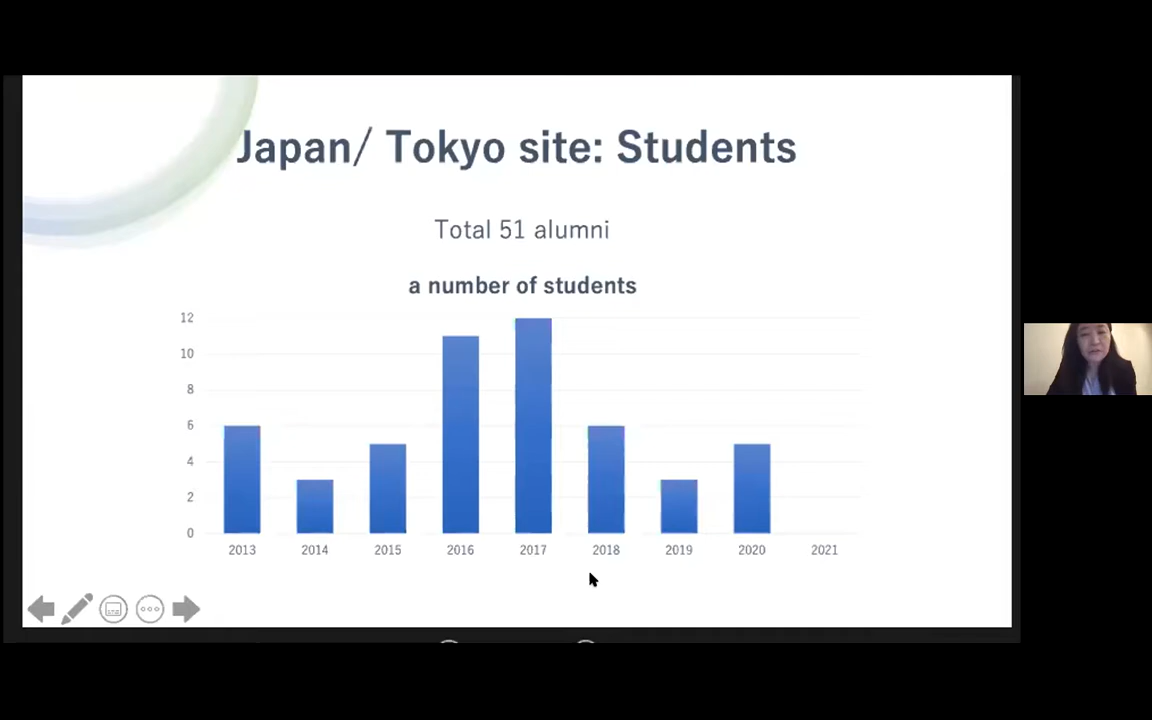 Japan/ Tokyo site: Students
Total 51 alumni
a number of students
12
10
8
6
4
2
0
2013 2014 2015 2016 2017 2018 2019 2020 2021